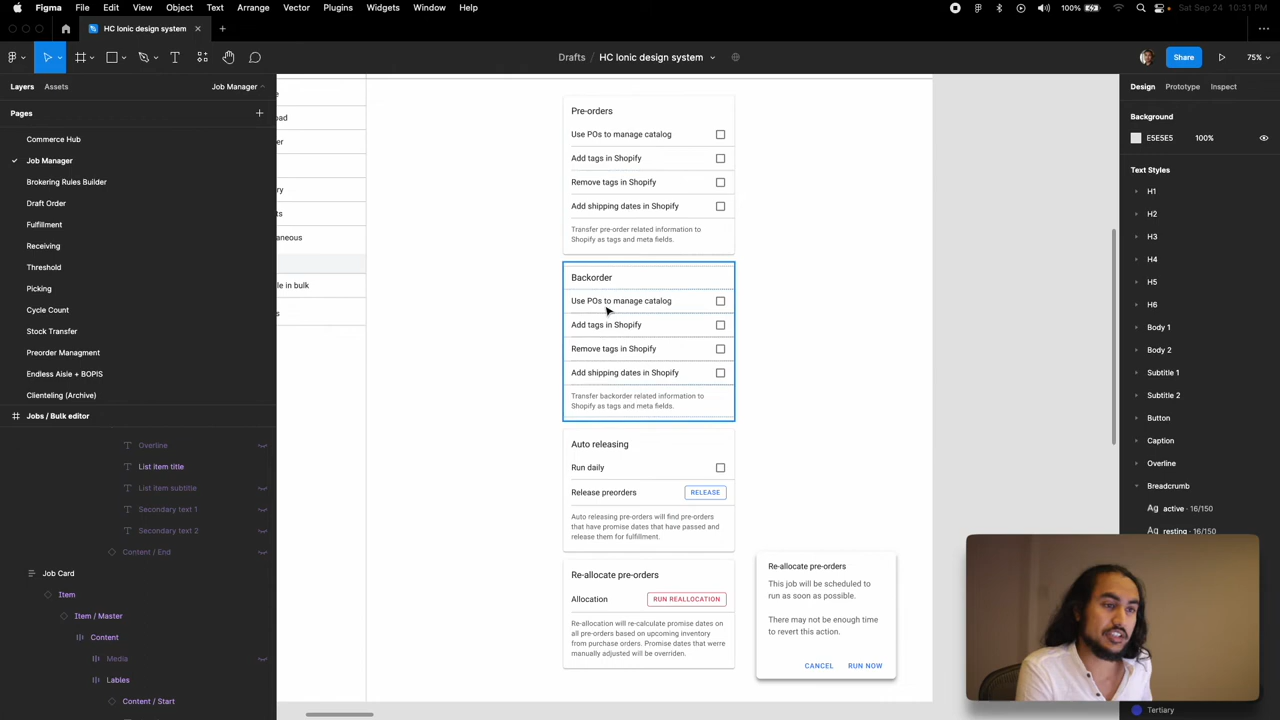 Figma File Edit View Object Text Arrange Vector Plugins Widgets Window Help
100%
Sat Sep 24 10:31 PM
HC Ionic design system
Drafts / HC Ionic design system
Share
75%
Layers Assets Job Manager
Pages
Commerce Hub
Job Manager
Brokering Rules Builder
Draft Order
Fulfillment
Receiving
Threshold
Picking
Cycle Count
Stock Transfer
Preorder Managment
Endless Aisle + BOPIS
Clienteling (Archive)
Jobs / Bulk editor
Overline
List item title
List item subtitle
Secondary text 1
Secondary text 2
Content / End
Job Card
Item
Item / Master
Content
Media
Lables
Content / Start
Pre-orders
Use POs to manage catalog
Add tags in Shopify
Remove tags in Shopify
Add shipping dates in Shopify
Transfer pre-order related information to
Shopify as tags and meta fields.
Backorder
Use POs to manage catalog
Add tags in Shopify
Remove tags in Shopify
Add shipping dates in Shopify
Transfer backorder related information to
Shopify as tags and meta fields.
Auto releasing
Run daily
Release preorders RELEASE
Auto releasing pre-orders will find pre-orders
that have promise dates that have passed and
release them for fulfillment.
Re-allocate pre-orders
Allocation RUN REALLOCATION
Re-allocation will re-calculate promise dates on
all pre-orders based on upcoming inventory
from purchase orders. Promise dates that werre
manually adjusted will be overriden.
Re-allocate pre-orders
This job will be scheduled to
run as soon as possible.
There may not be enough time
to revert this action.
CANCEL RUN NOW
Design Prototype Inspect
Background
E5E5E5 100%
Text Styles
H1
H2
H3
H4
H5
H6
Body 1
Body 2
Subtitle 1
Subtitle 2
Button
Caption
Overline
Breadcrumb
Ag active · 16/150
Ag resting · 16/150
Tertiary